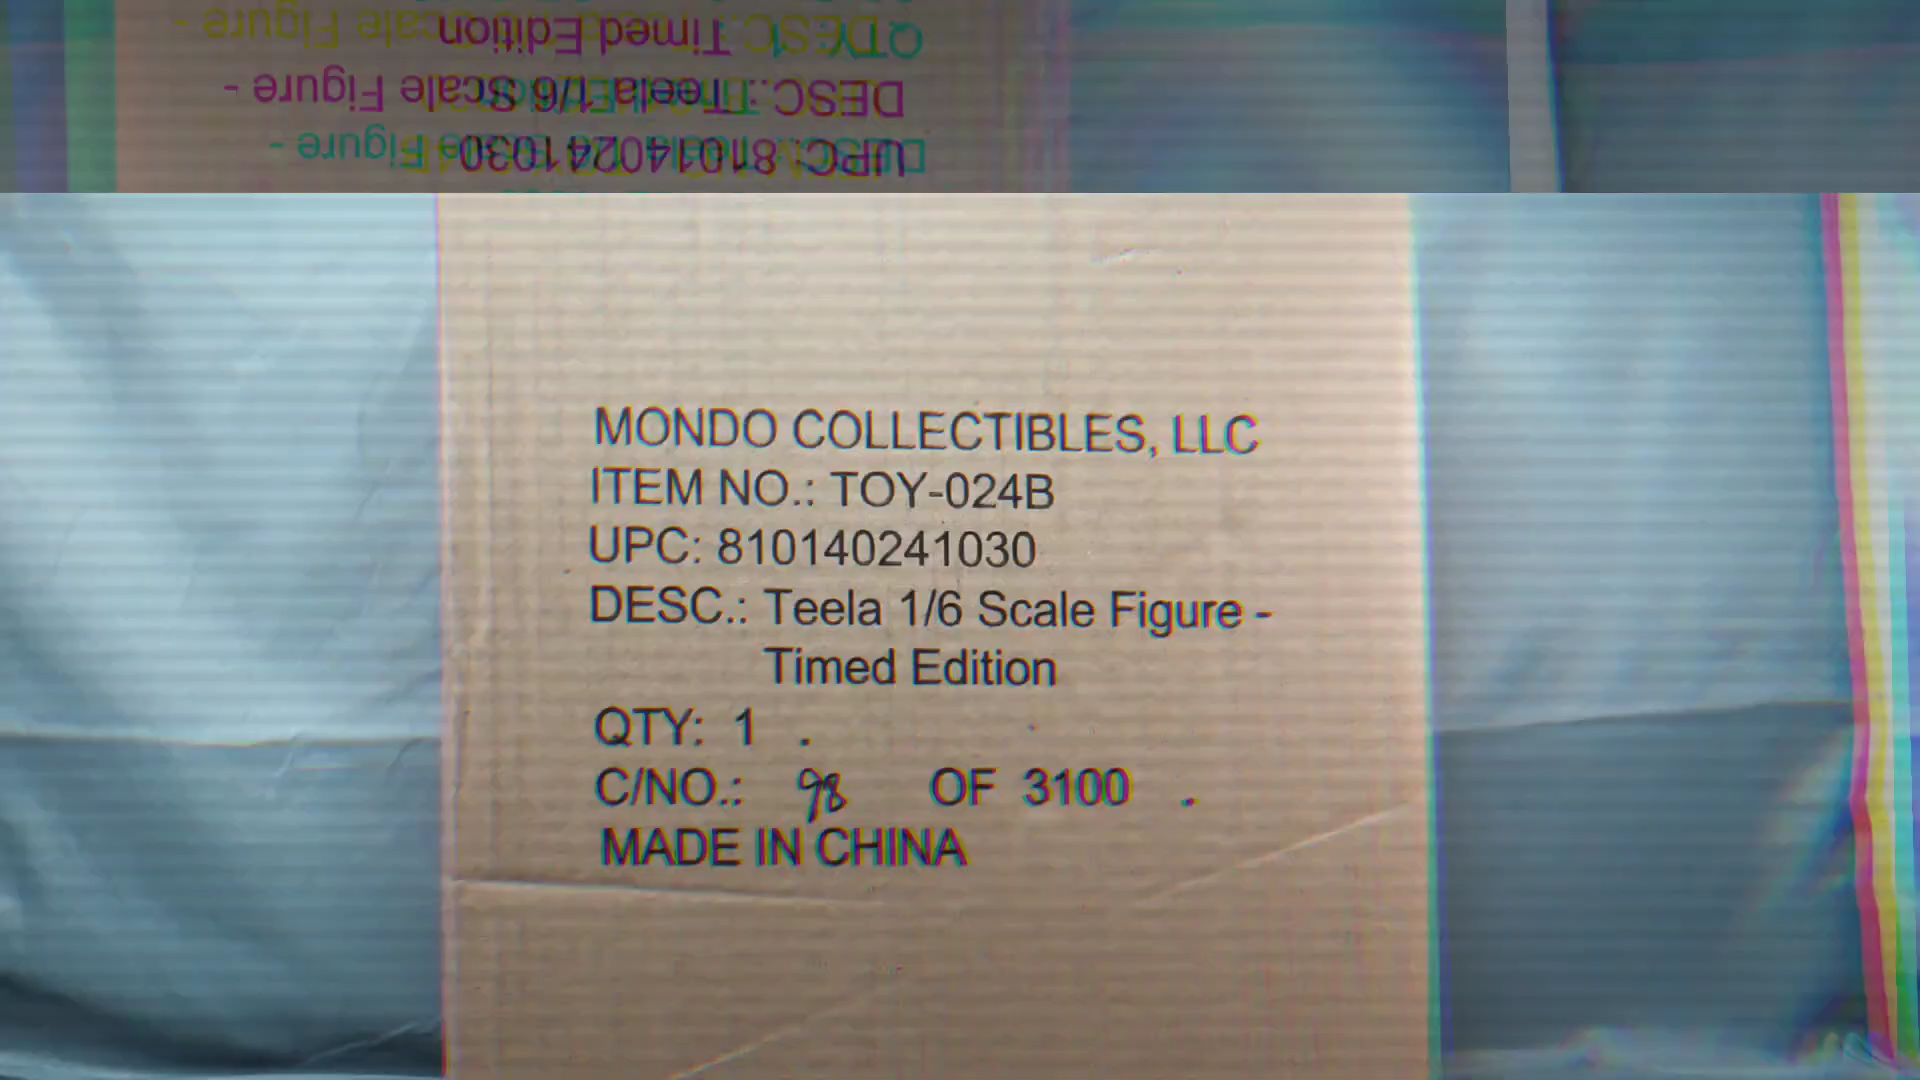 QTY: 1
Timed Edition
DESC.: Teela 1/6 Scale Figure -
UPC: 810140241030
MONDO COLLECTIBLES, LLC
ITEM NO.: TOY-024B
UPC: 810140241030
DESC.: Teela 1/6 Scale Figure -
Timed Edition
QTY: 1 .
C/NO.: 98 OF 3100 .
MADE IN CHINA